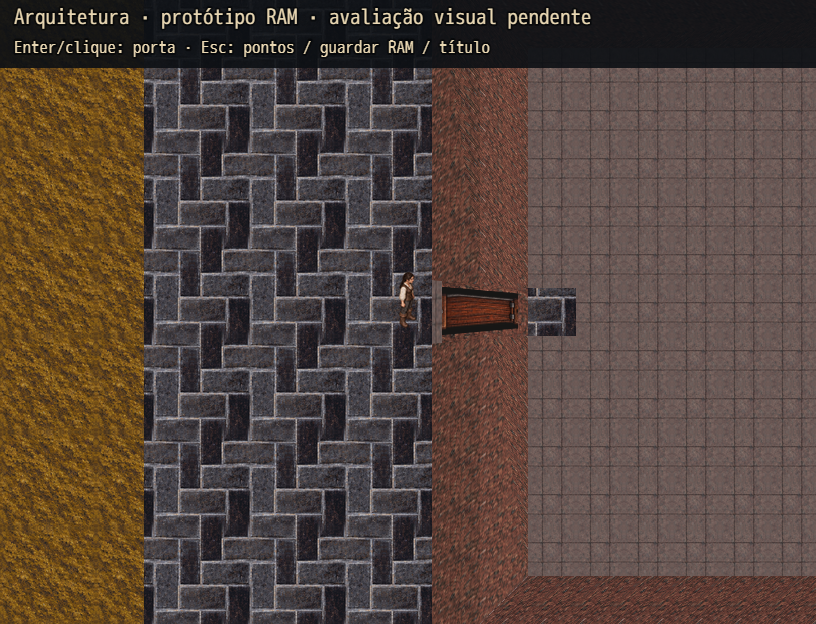 Arquitetura · protótipo RAM · avaliação visual pendente
Enter/clique: porta · Esc: pontos / guardar RAM / título